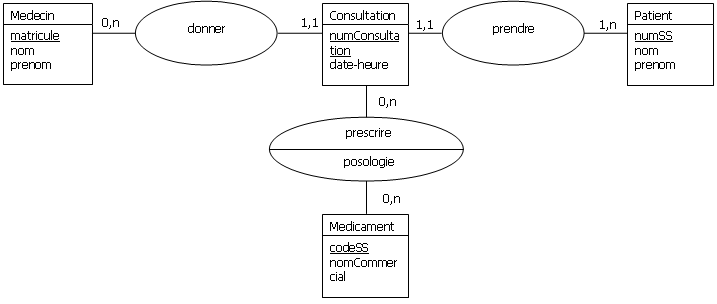 Medecin
matricule
nom
prenom
0,n
donner
1,1
Consultation
numConsulta
tion
date-heure
1,1
prendre
1,n
Patient
numSS
nom
prenom
0,n
prescrire
posologie
0,n
Medicament
codeSS
nomCommer
cial